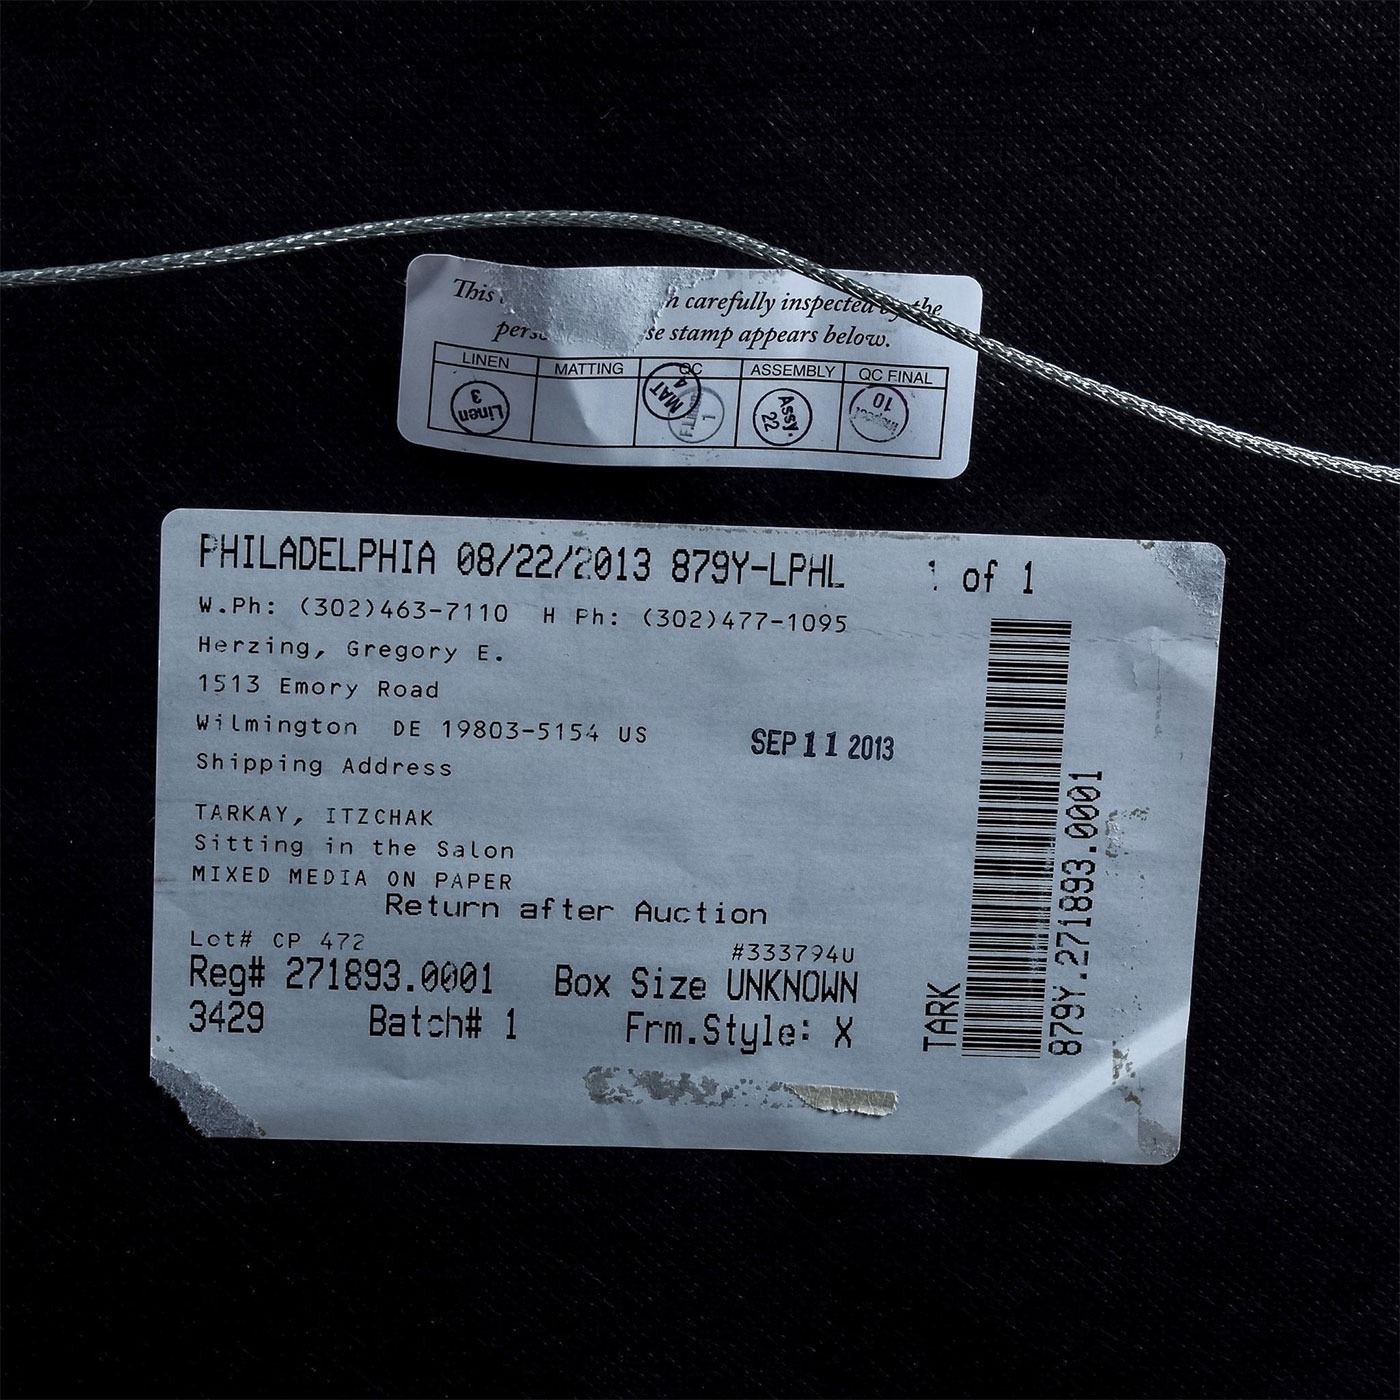 This carefully inspected by the
stamp appears below.
LINEN MATTING QC ASSEMBLY QC FINAL
Linen 3 MAT 4 1 Assy. 22 Inspect 10
PHILADELPHIA 08/22/2013 879Y-LPHL 1 of 1
W.Ph: (302)463-7110 H Ph: (302)477-1095
Herzing, Gregory E.
1513 Emory Road
Wilmington DE 19803-5154 US
SEP 11 2013
Shipping Address
TARKAY, ITZCHAK
Sitting in the Salon
MIXED MEDIA ON PAPER
Return after Auction
Lot# CP 472 #333794U
Reg# 271893.0001 Box Size UNKNOWN
3429 Batch# 1 Frm.Style: X
TARK
879Y.271893.0001